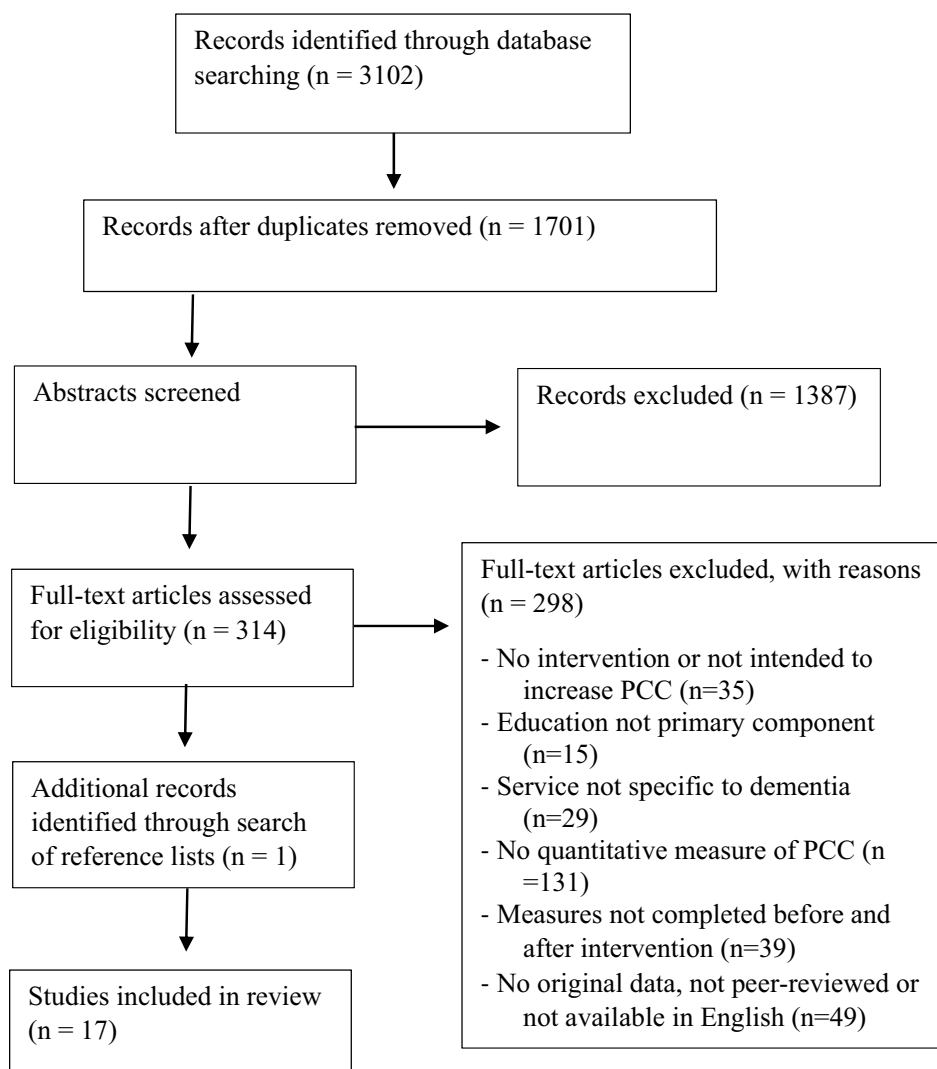 Records identified through database
searching (n = 3102)
Records after duplicates removed (n = 1701)
Abstracts screened
Records excluded (n = 1387)
Full-text articles assessed
for eligibility (n = 314)
Full-text articles excluded, with reasons
(n = 298)
- No intervention or not intended to
increase PCC (n=35)
- Education not primary component
(n=15)
- Service not specific to dementia
(n=29)
- No quantitative measure of PCC (n
=131)
- Measures not completed before and
after intervention (n=39)
- No original data, not peer-reviewed or
not available in English (n=49)
Additional records
identified through search
of reference lists (n = 1)
Studies included in review
(n = 17)